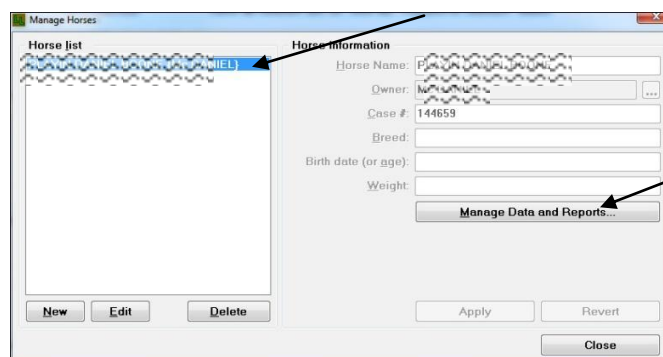 Manage Horses
Horse list
NIEL}
Horse Information
Horse Name:
Owner:
...
Case #: 144659
Breed:
Birth date (or age):
Weight:
Manage Data and Reports...
New Edit Delete
Apply Revert
Close